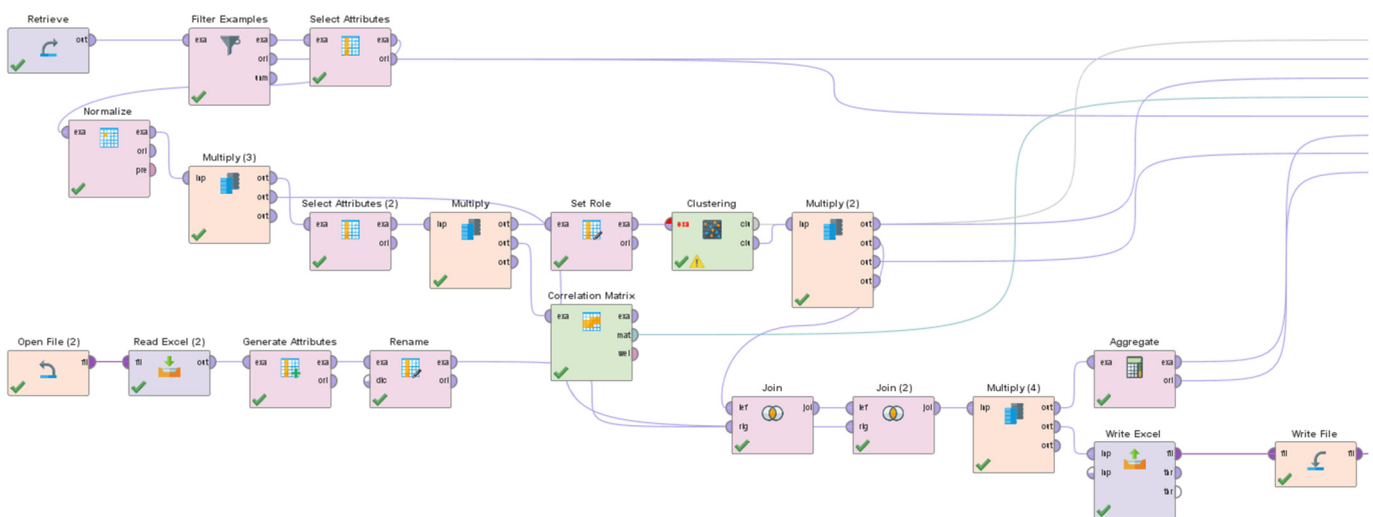 Retrieve
Filter Examples
Select Attributes
out
exa
exa
ori
exa
exa
ori
Normalize
exa
exa
ori
pre
Multiply (3)
inp
out
out
out
Select Attributes (2)
exa
exa
ori
Multiply
inp
out
out
out
Set Role
exa
exa
ori
Clustering
exa
clu
clu
Multiply (2)
inp
out
out
out
out
Correlation Matrix
exa
exa
mat
wei
Open File (2)
fil
Read Excel (2)
fil
out
Generate Attributes
exa
exa
ori
Rename
exa
exa
ori
Join
lef
rig
joi
Join (2)
lef
rig
joi
Multiply (4)
inp
out
out
out
Aggregate
exa
exa
ori
Write Excel
inp
inp
fil
thr
thr
Write File
fil
fil